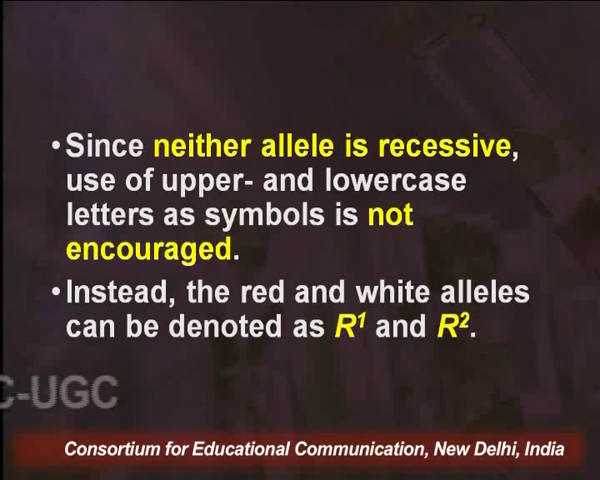 •Since neither allele is recessive,
use of upper- and lowercase
letters as symbols is not
encouraged.
•Instead, the red and white alleles
can be denoted as R¹ and R².
C-UGC
Consortium for Educational Communication, New Delhi, India